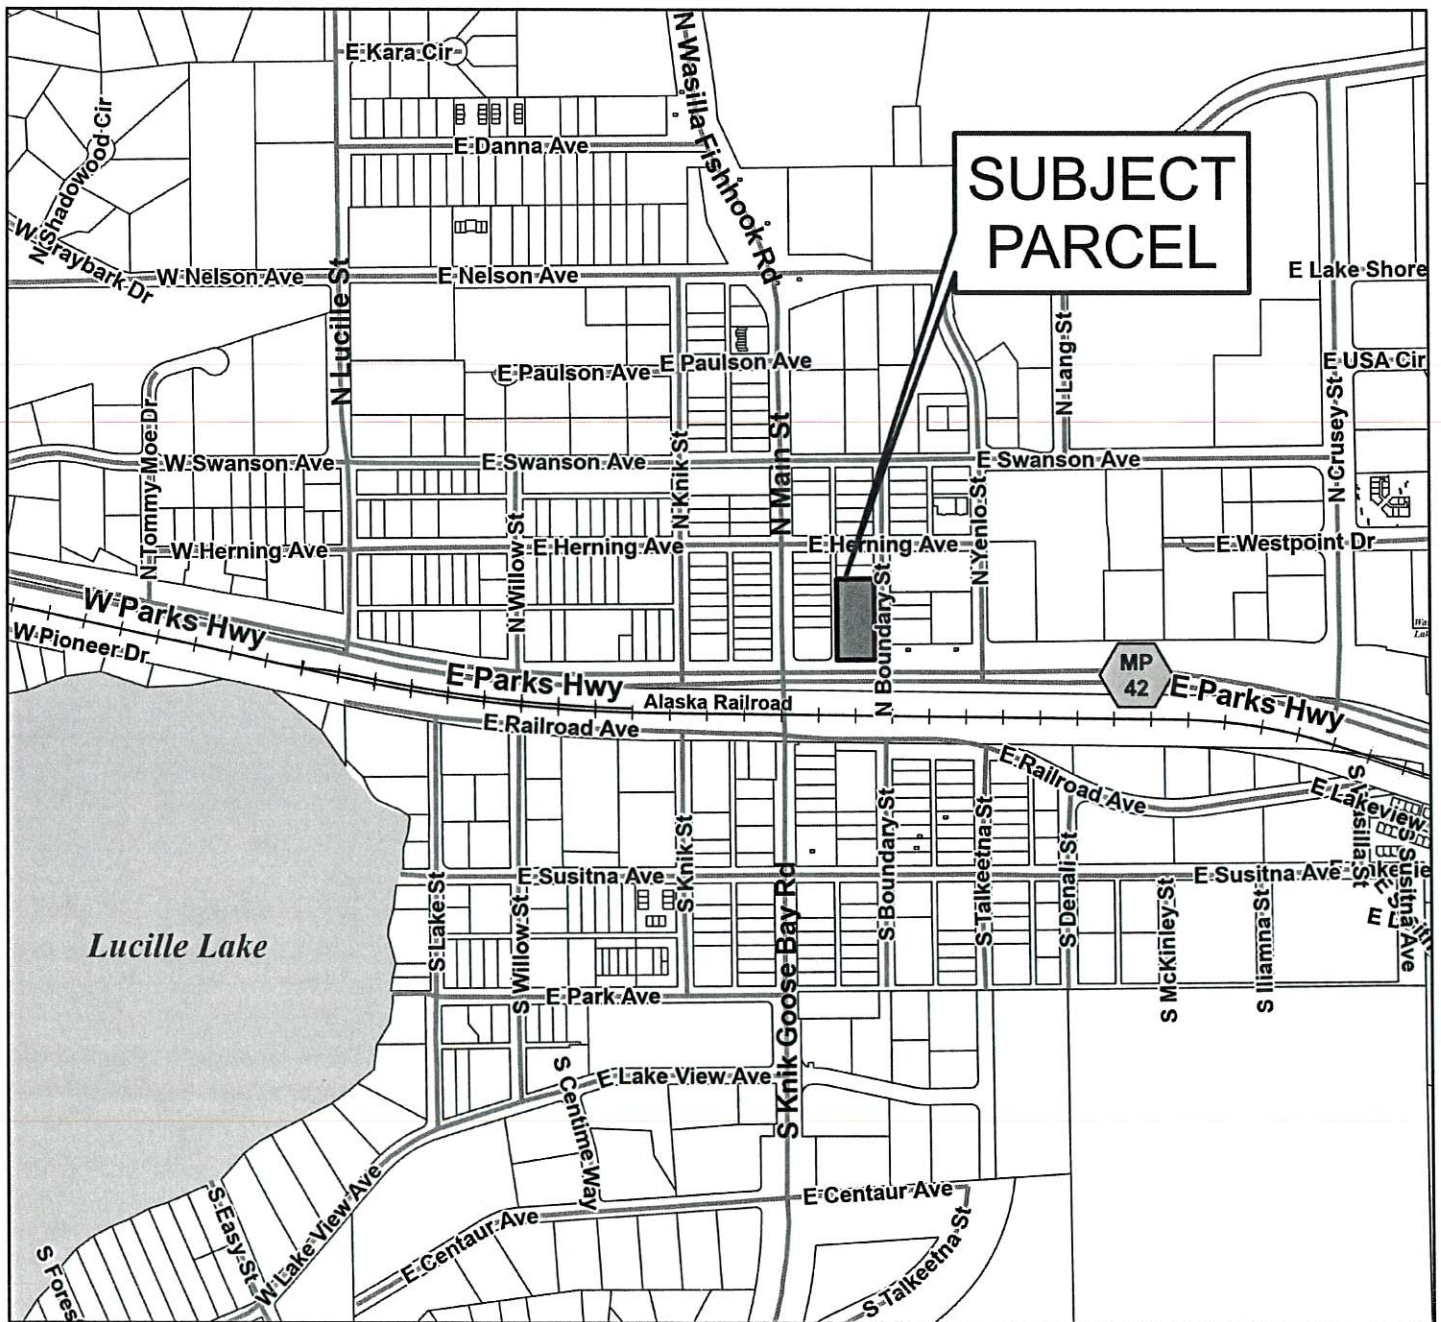 E Kara Cir
N Wasilla Fishhook Rd
N Shadowood Cir
E Danna Ave
SUBJECT
PARCEL
W Graybark Dr
W Nelson Ave
E Nelson Ave
N Lucille St
E Lake Shore
N Lang St
E Paulson Ave
E Paulson Ave
E USA Cir
N Tommy Moe Dr
N Knik St
N Main St
N Crusey St
W Swanson Ave
E Swanson Ave
E Swanson Ave
N Yenlo St
W Herning Ave
N Willow St
E Herning Ave
E Herning Ave
E Westpoint Dr
N Boundary St
W Parks Hwy
W Pioneer Dr
E Parks Hwy
MP
42
E Parks Hwy
Alaska Railroad
E Railroad Ave
E Railroad Ave
E Lakeview
S Knik St
S Boundary St
S Talkeetna St
S Denali St
E Susitna Ave
E Susitna Ave
S Lake St
S Willow St
S Knik Goose Bay Rd
S McKinley St
S Iliamna St
S Susitna Ave
Lucille Lake
E Park Ave
S Centime Way
E Lake View Ave
E Centaur Ave
E Centaur Ave
S Easy St
W Lake View Ave
S Talkeetna St
S Fores